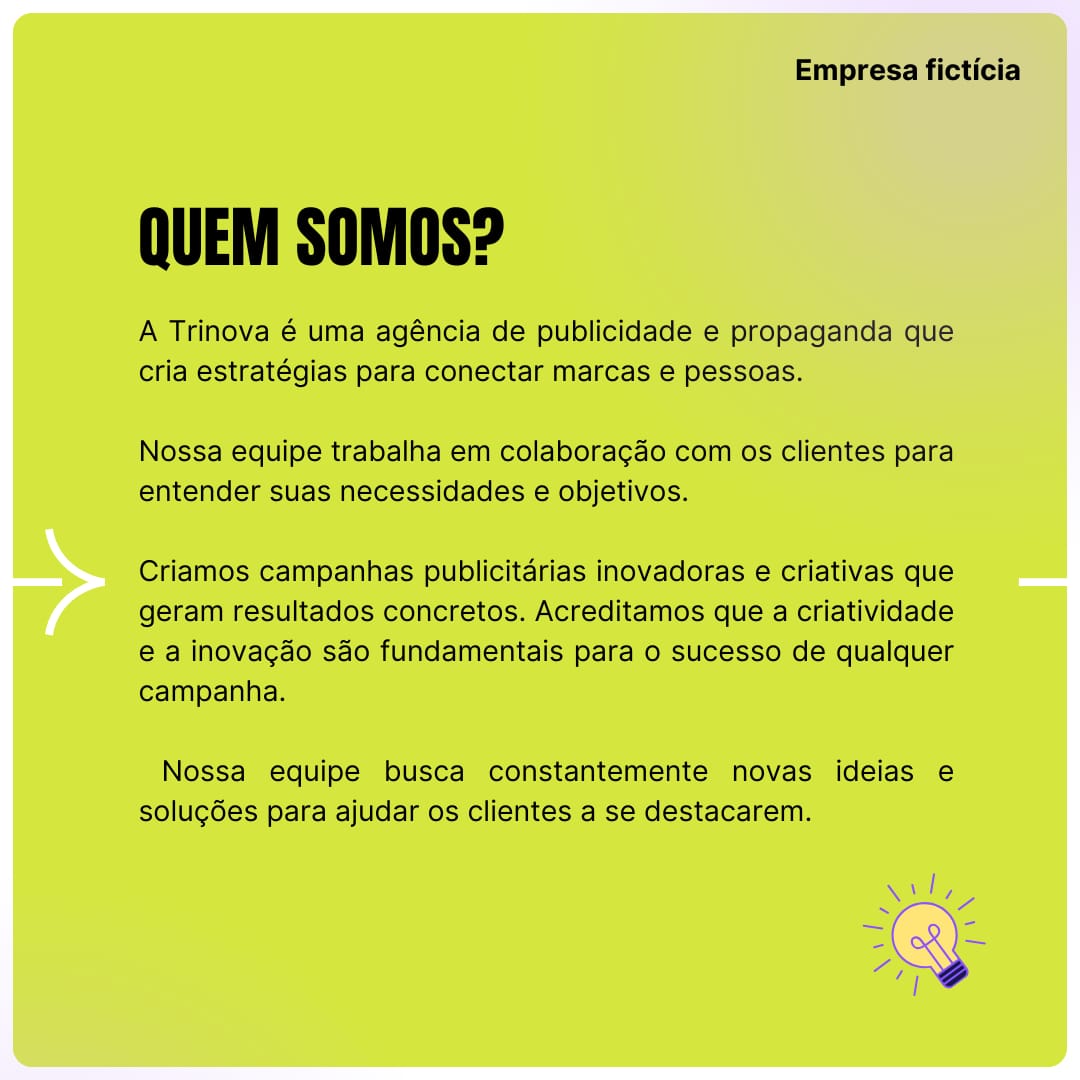 Empresa fictícia
QUEM SOMOS?
A Trinova é uma agência de publicidade e propaganda que
cria estratégias para conectar marcas e pessoas.
Nossa equipe trabalha em colaboração com os clientes para
entender suas necessidades e objetivos.
Criamos campanhas publicitárias inovadoras e criativas que
geram resultados concretos. Acreditamos que a criatividade
e a inovação são fundamentais para o sucesso de qualquer
campanha.
Nossa equipe busca constantemente novas ideias e
soluções para ajudar os clientes a se destacarem.